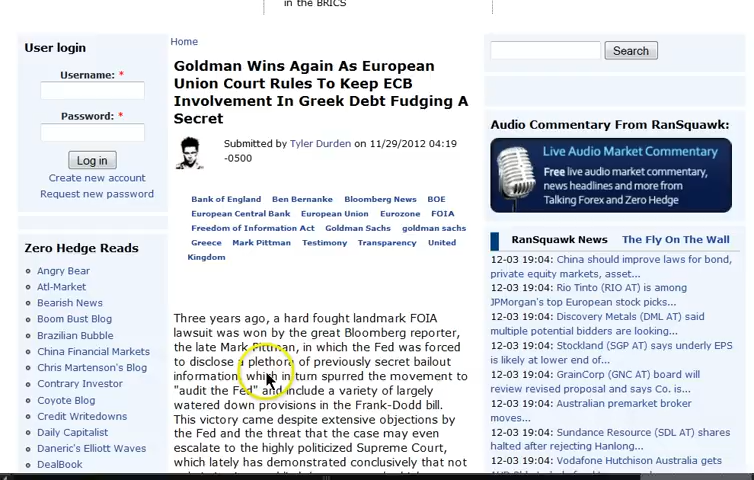 in the BRICS
User login
Username: *
Password: *
Log in
Create new account
Request new password
Zero Hedge Reads
Angry Bear
Atl-Market
Bearish News
Boom Bust Blog
Brazilian Bubble
China Financial Markets
Chris Martenson's Blog
Contrary Investor
Coyote Blog
Credit Writedowns
Daily Capitalist
Daneric's Elliott Waves
DealBook
Home
Goldman Wins Again As European
Union Court Rules To Keep ECB
Involvement In Greek Debt Fudging A
Secret
Submitted by Tyler Durden on 11/29/2012 04:19
-0500
Bank of England Ben Bernanke Bloomberg News BOE
European Central Bank European Union Eurozone FOIA
Freedom of Information Act Goldman Sachs goldman sachs
Greece Mark Pittman Testimony Transparency United
Kingdom
Three years ago, a hard fought landmark FOIA
lawsuit was won by the great Bloomberg reporter,
the late Mark Pittman, in which the Fed was forced
to disclose a plethora of previously secret bailout
information, which in turn spurred the movement to
"audit the Fed" and include a variety of largely
watered down provisions in the Frank-Dodd bill.
This victory came despite extensive objections by
the Fed and the threat that the case may even
escalate to the highly politicized Supreme Court,
which lately has demonstrated conclusively that not
Search
Audio Commentary From RanSquawk:
Live Audio Market Commentary
Free live audio market commentary,
news headlines and more from
Talking Forex and Zero Hedge
RanSquawk News The Fly On The Wall
12-03 19:04: China should improve laws for bond,
private equity markets, asset...
12-03 19:04: Rio Tinto (RIO AT) is among
JPMorgan's top European stock picks...
12-03 19:04: Discovery Metals (DML AT) said
multiple potential bidders are looking...
12-03 19:04: Stockland (SGP AT) says underly EPS
is likely at lower end of...
12-03 19:04: GrainCorp (GNC AT) board will
review revised proposal and says Co. is...
12-03 19:04: Australian premarket broker
moves...
12-03 19:04: Sundance Resource (SDL AT) shares
halted after rejecting Hanlong...
12-03 19:04: Vodafone Hutchison Australia gets